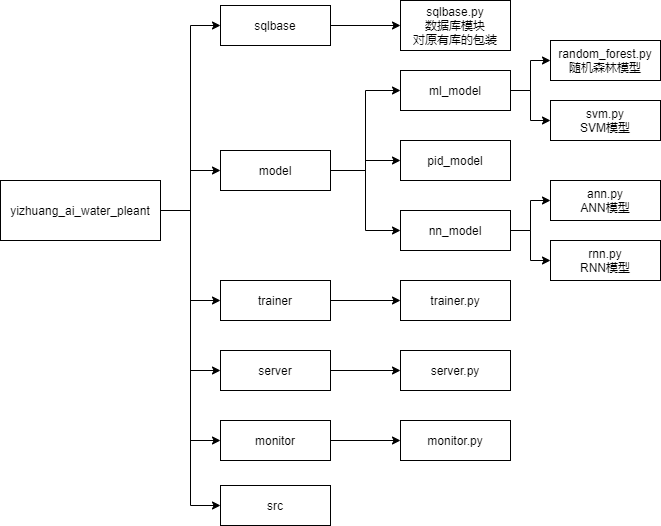 sqlbase
sqlbase.py
数据库模块
对原有库的包装
random_forest.py
随机森林模型
ml_model
svm.py
SVM模型
model
pid_model
yizhuang_ai_water_pleant
ann.py
ANN模型
nn_model
rnn.py
RNN模型
trainer
trainer.py
server
server.py
monitor
monitor.py
src